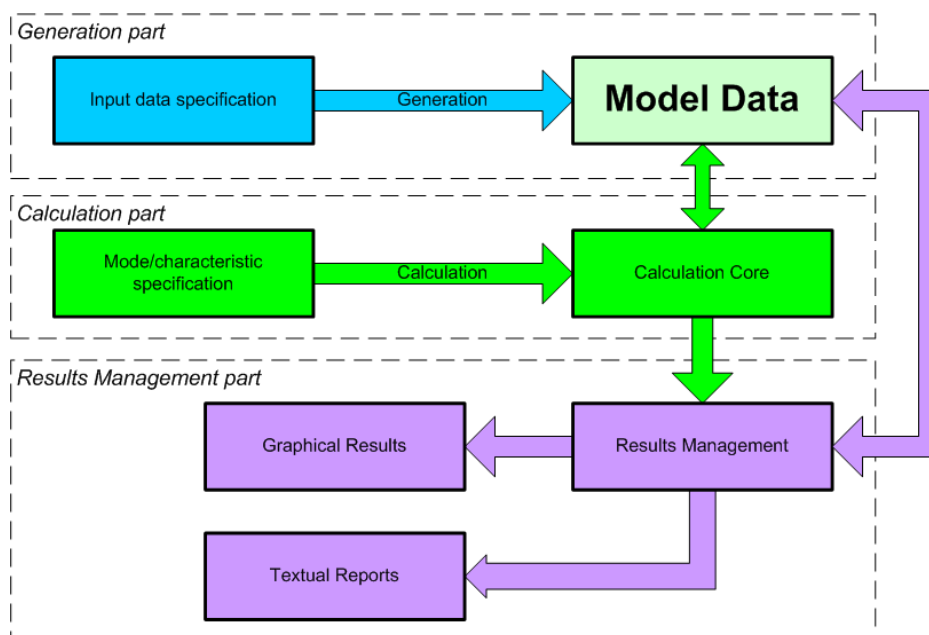 Generation part
Input data specification
Generation
Model Data
Calculation part
Mode/characteristic
specification
Calculation
Calculation Core
Results Management part
Graphical Results
Results Management
Textual Reports